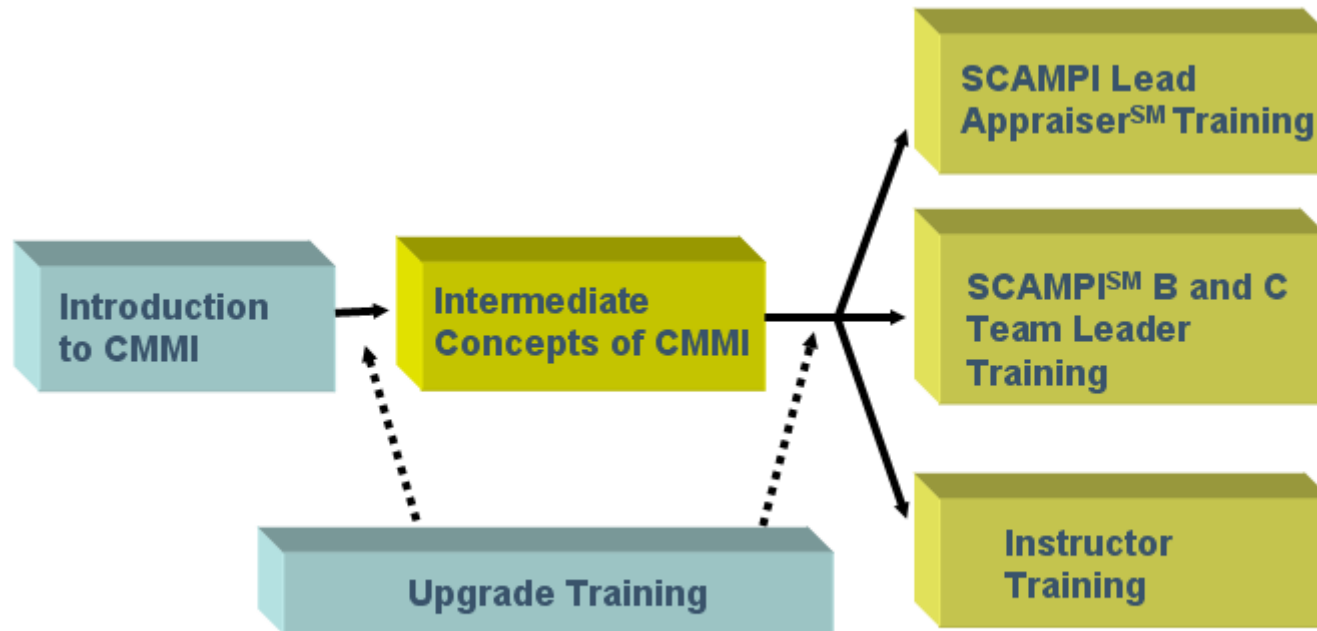 Introduction
to CMMI
Intermediate
Concepts of CMMI
SCAMPI Lead
Appraiserˢᴹ Training
SCAMPIˢᴹ B and C
Team Leader
Training
Instructor
Training
Upgrade Training